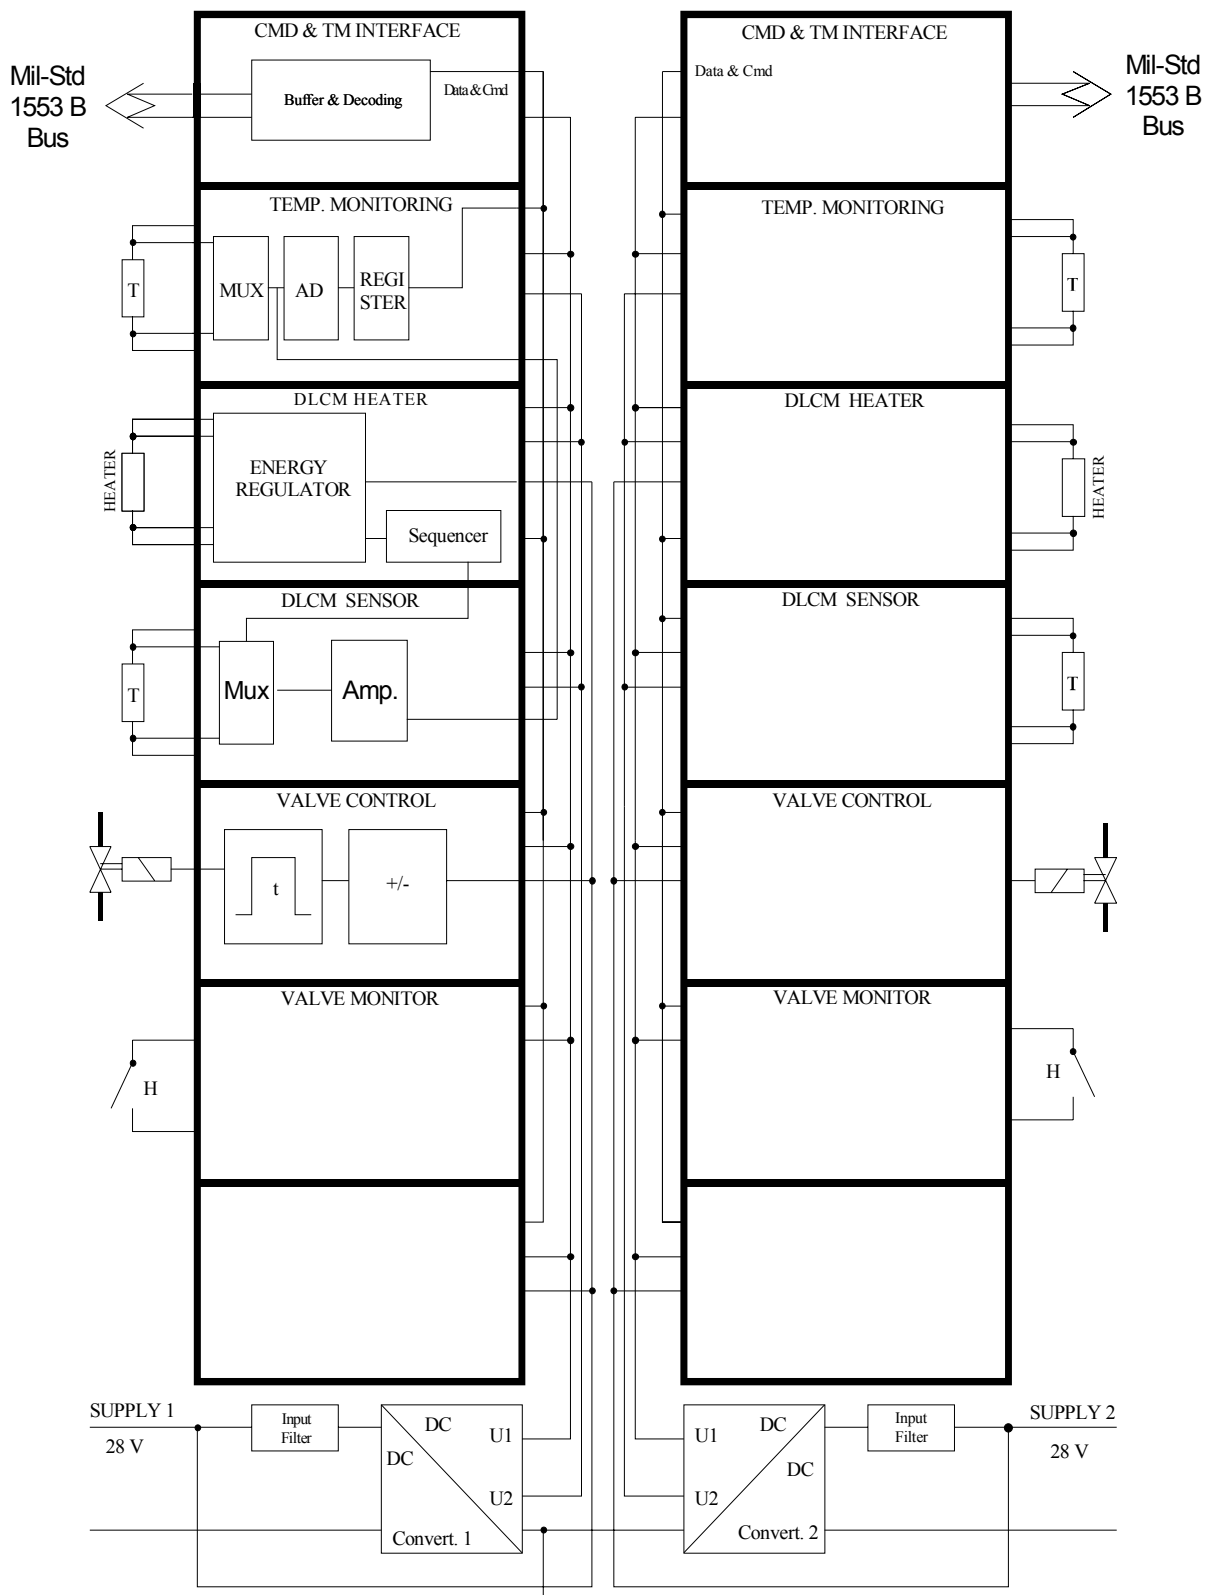 CMD & TM INTERFACE
Mil-Std
1553 B
Bus
Buffer & Decoding
Data & Cmd
TEMP. MONITORING
T
MUX
AD
REGI
STER
DLCM HEATER
HEATER
ENERGY
REGULATOR
Sequencer
DLCM SENSOR
T
Mux
Amp.
VALVE CONTROL
t
+/-
VALVE MONITOR
H
SUPPLY 1
28 V
Input
Filter
DC
DC
U1
U2
Convert. 1
CMD & TM INTERFACE
Data & Cmd
Mil-Std
1553 B
Bus
TEMP. MONITORING
T
DLCM HEATER
HEATER
DLCM SENSOR
T
VALVE CONTROL
VALVE MONITOR
H
U1
U2
DC
DC
Convert. 2
Input
Filter
SUPPLY 2
28 V